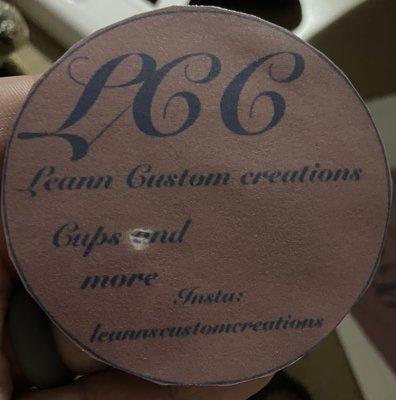 LCC
Leann Custom creations
Cups and
more
Insta:
leannscustomcreations